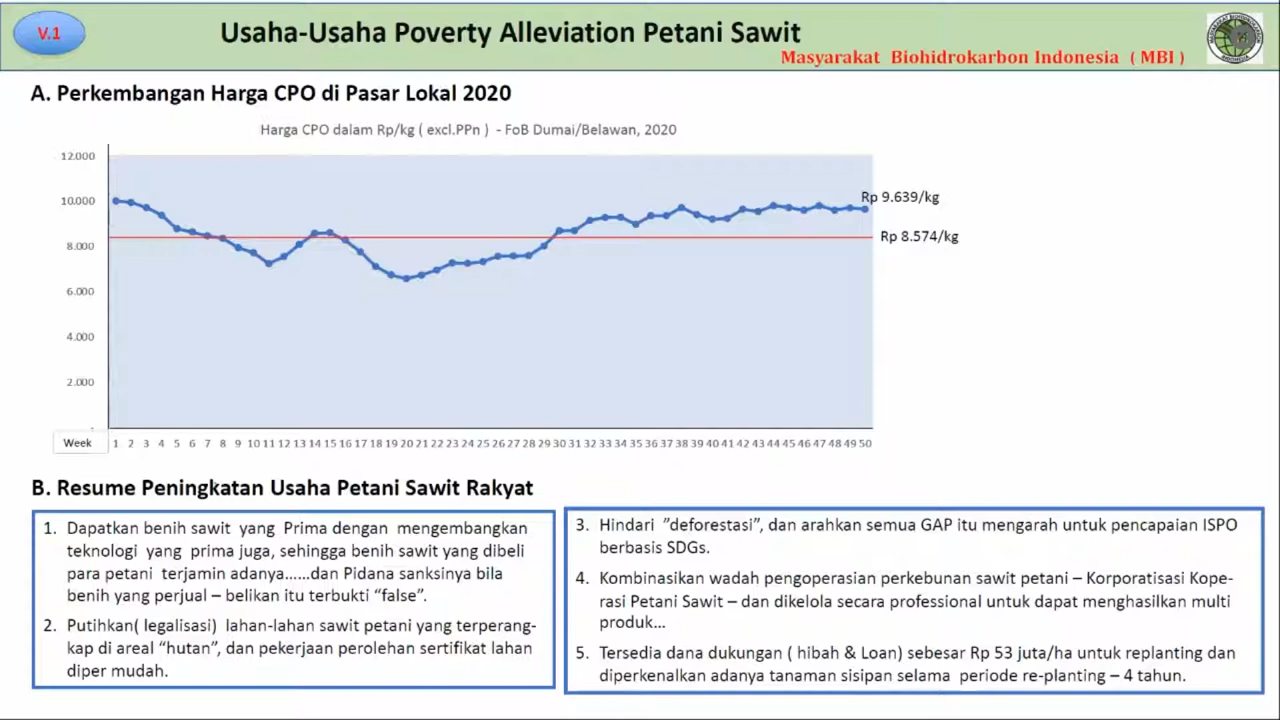 V.1
Usaha-Usaha Poverty Alleviation Petani Sawit
Masyarakat Biohidrokarbon Indonesia ( MBI )
A. Perkembangan Harga CPO di Pasar Lokal 2020
Harga CPO dalam Rp/kg ( excl.PPn ) - FoB Dumai/Belawan, 2020
12.000
10.000
8.000
6.000
4.000
2.000
-
Rp 9.639/kg
Rp 8.574/kg
Week 1 2 3 4 5 6 7 8 9 10 11 12 13 14 15 16 17 18 19 20 21 22 23 24 25 26 27 28 29 30 31 32 33 34 35 36 37 38 39 40 41 42 43 44 45 46 47 48 49 50
B. Resume Peningkatan Usaha Petani Sawit Rakyat
1. Dapatkan benih sawit yang Prima dengan mengembangkan
teknologi yang prima juga, sehingga benih sawit yang dibeli
para petani terjamin adanya......dan Pidana sanksinya bila
benih yang perjual – belikan itu terbukti “false”.
2. Putihkan( legalisasi) lahan-lahan sawit petani yang terperang-
kap di areal “hutan”, dan pekerjaan perolehan sertifikat lahan
diper mudah.
3. Hindari ”deforestasi”, dan arahkan semua GAP itu mengarah untuk pencapaian ISPO
berbasis SDGs.
4. Kombinasikan wadah pengoperasian perkebunan sawit petani – Korporatisasi Kope-
rasi Petani Sawit – dan dikelola secara professional untuk dapat menghasilkan multi
produk...
5. Tersedia dana dukungan ( hibah & Loan) sebesar Rp 53 juta/ha untuk replanting dan
diperkenalkan adanya tanaman sisipan selama periode re-planting – 4 tahun.